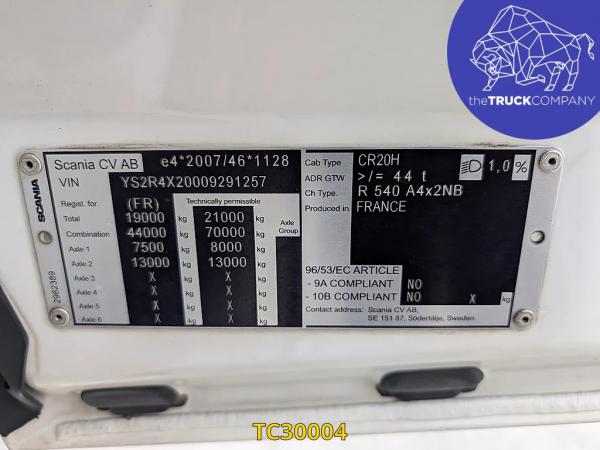 theTRUCKCOMPANY
SCANIA
2962389
Scania CV AB e4*2007/46*1128
VIN YS2R4X20009291257
Regist. for (FR) Technically permissible
Total 19000 kg 21000 kg Axle Group
Combination 44000 kg 70000 kg
Axle 1 7500 kg 8000 kg
Axle 2 13000 kg 13000 kg
Axle 3 X kg X kg
Axle 4 X kg X kg
Axle 5 X kg X kg
Axle 6 X kg X kg
Cab Type CR20H 1,0%
ADR GTW >/= 44 t
Ch. Type. R 540 A4x2NB
Produced in FRANCE
96/53/EC ARTICLE
- 9A COMPLIANT NO
- 10B COMPLIANT NO X kg
Contact address: Scania CV AB,
SE 151 87, Södertälje, Sweden
TC30004